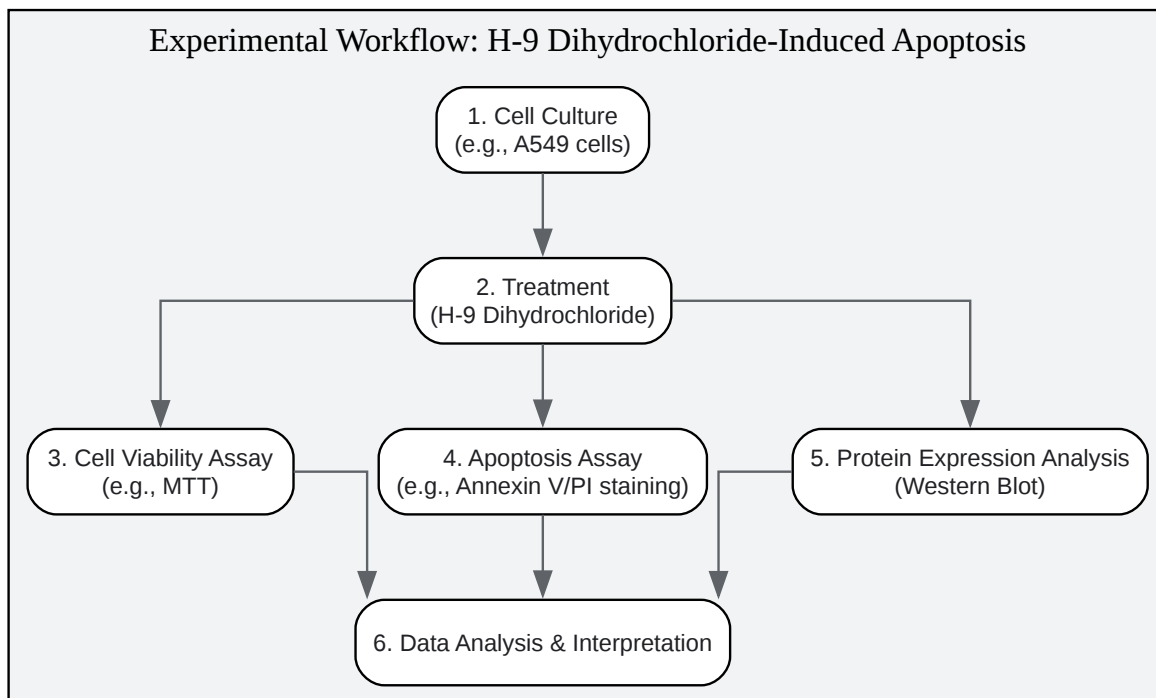 Experimental Workflow: H-9 Dihydrochloride-Induced Apoptosis
1. Cell Culture
(e.g., A549 cells)
2. Treatment
(H-9 Dihydrochloride)
3. Cell Viability Assay
(e.g., MTT)
4. Apoptosis Assay
(e.g., Annexin V/PI staining)
5. Protein Expression Analysis
(Western Blot)
6. Data Analysis & Interpretation